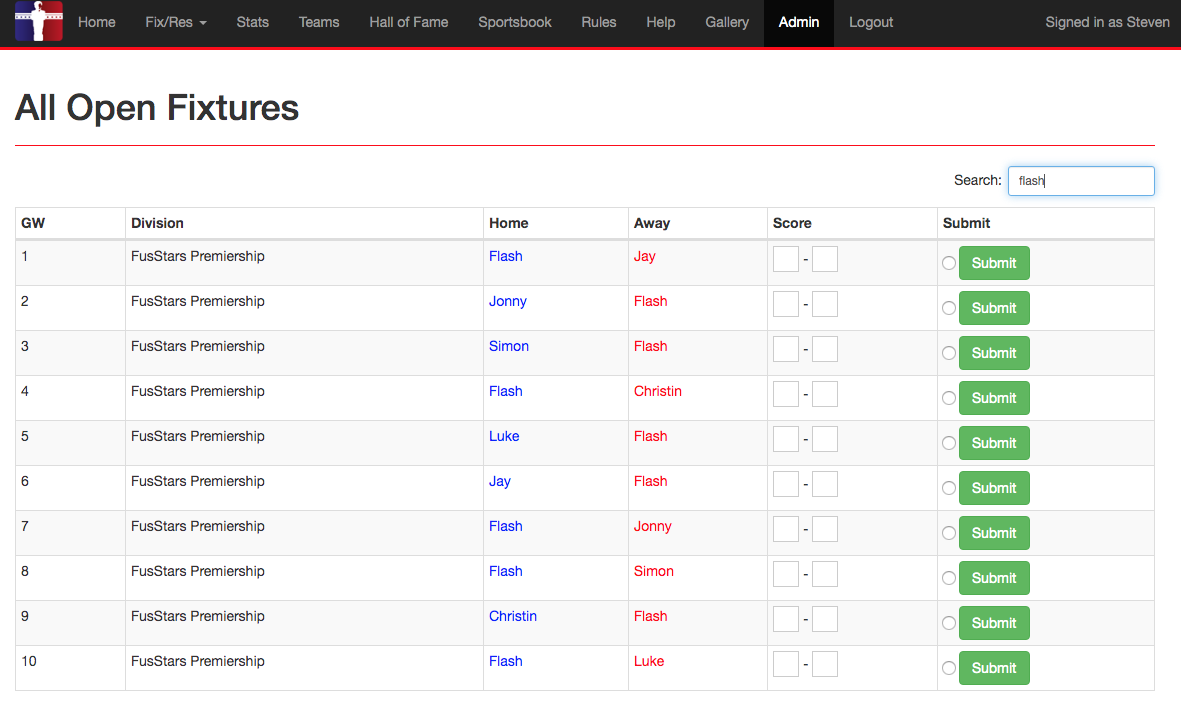 Home Fix/Res Stats Teams Hall of Fame Sportsbook Rules Help Gallery Admin Logout Signed in as Steven
All Open Fixtures
Search: flash
GW Division Home Away Score Submit
1 FusStars Premiership Flash Jay - Submit
2 FusStars Premiership Jonny Flash - Submit
3 FusStars Premiership Simon Flash - Submit
4 FusStars Premiership Flash Christin - Submit
5 FusStars Premiership Luke Flash - Submit
6 FusStars Premiership Jay Flash - Submit
7 FusStars Premiership Flash Jonny - Submit
8 FusStars Premiership Flash Simon - Submit
9 FusStars Premiership Christin Flash - Submit
10 FusStars Premiership Flash Luke - Submit